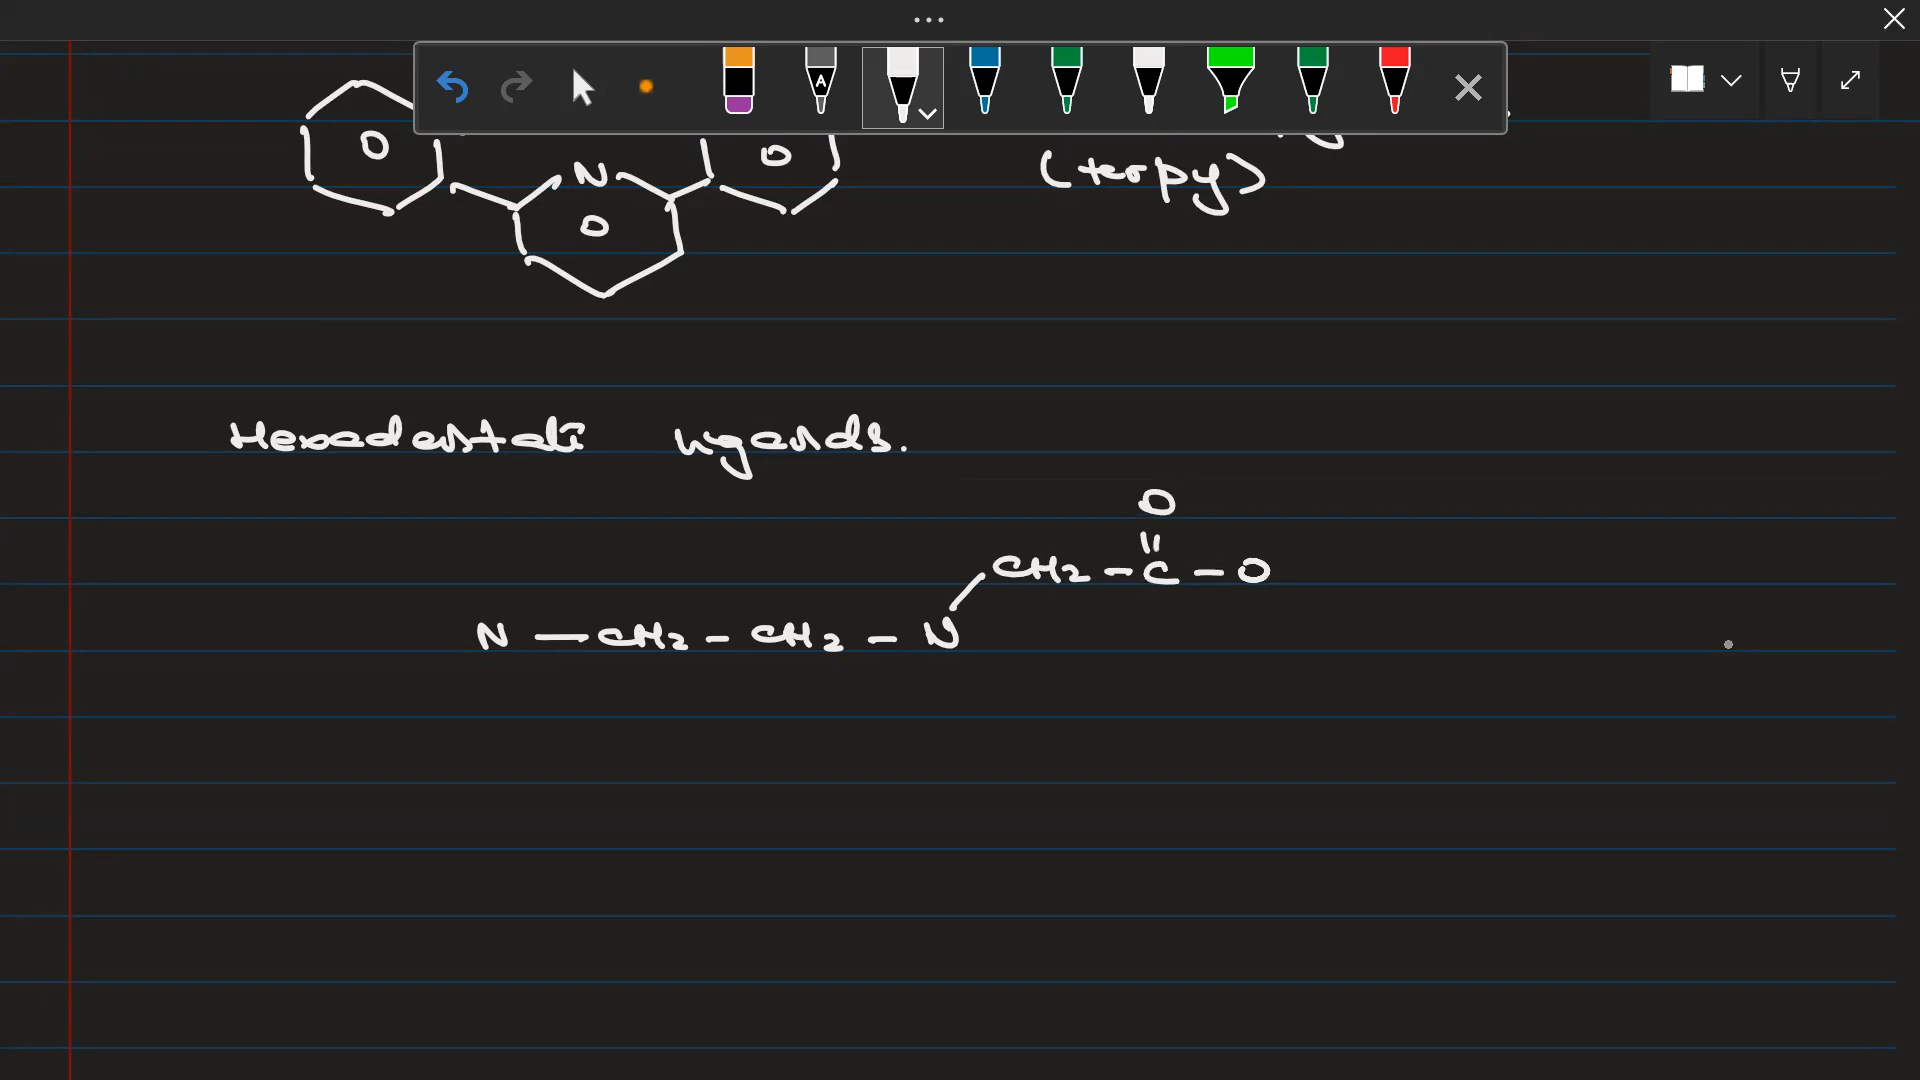 N
(terpy)
Hexadentate ligands.
O
CH2 - C - O
N - CH2 - CH2 - N